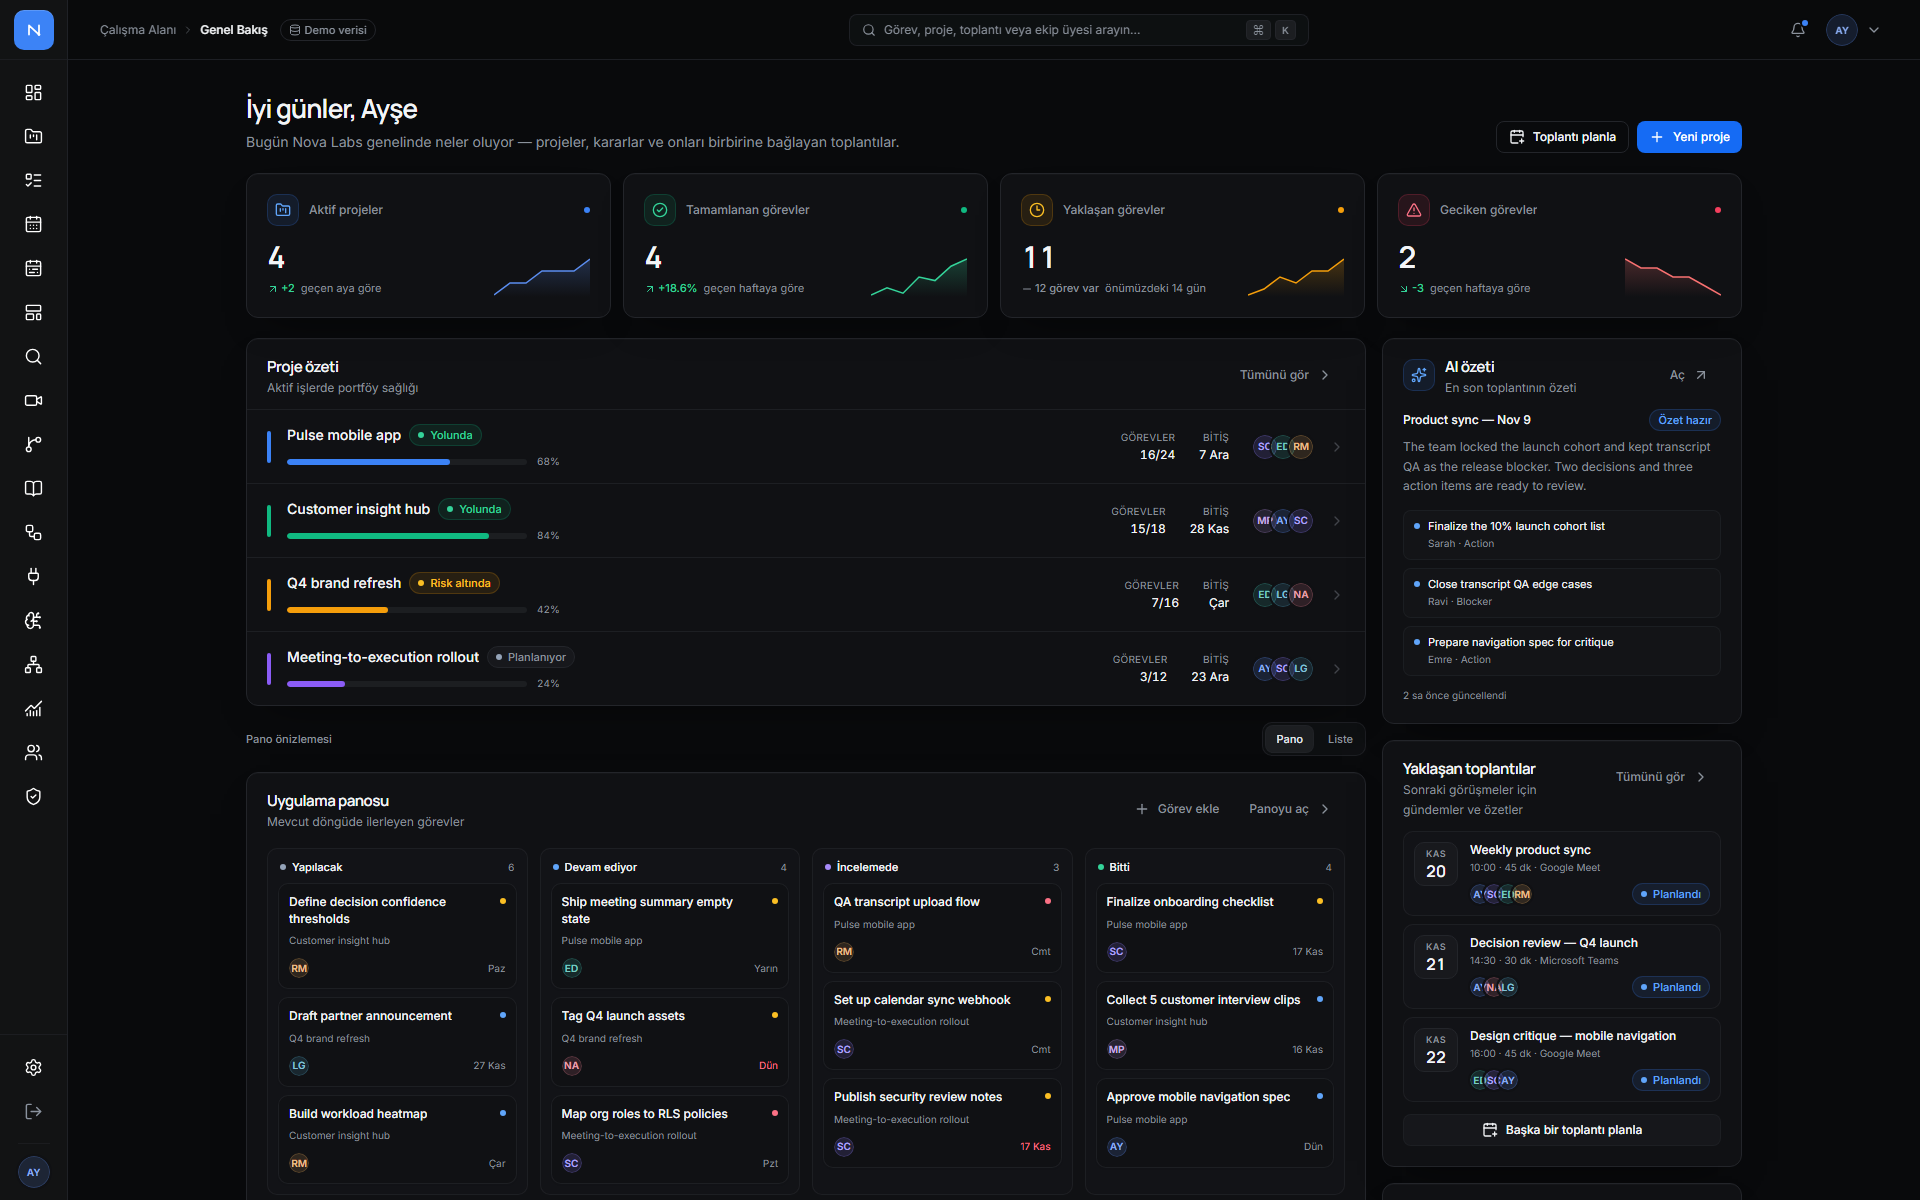 N
Çalışma Alanı > Genel Bakış Demo verisi
Görev, proje, toplantı veya ekip üyesi arayın... ⌘ K
AY
İyi günler, Ayşe
Bugün Nova Labs genelinde neler oluyor — projeler, kararlar ve onları birbirine bağlayan toplantılar.
Toplantı planla
+ Yeni proje
Aktif projeler
4
+2 geçen aya göre
Tamamlanan görevler
4
+18.6% geçen haftaya göre
Yaklaşan görevler
11
— 12 görev var önümüzdeki 14 gün
Geciken görevler
2
-3 geçen haftaya göre
Proje özeti
Aktif işlerde portföy sağlığı
Tümünü gör
Pulse mobile app Yolunda
68%
GÖREVLER BİTİŞ
16/24 7 Ara
SC ED RM
Customer insight hub Yolunda
84%
GÖREVLER BİTİŞ
15/18 28 Kas
MP AY SC
Q4 brand refresh Risk altında
42%
GÖREVLER BİTİŞ
7/16 Çar
ED LG NA
Meeting-to-execution rollout Planlanıyor
24%
GÖREVLER BİTİŞ
3/12 23 Ara
AY SC LG
AI özeti
En son toplantının özeti
Aç
Product sync — Nov 9 Özet hazır
The team locked the launch cohort and kept transcript
QA as the release blocker. Two decisions and three
action items are ready to review.
Finalize the 10% launch cohort list
Sarah · Action
Close transcript QA edge cases
Ravi · Blocker
Prepare navigation spec for critique
Emre · Action
2 sa önce güncellendi
Pano önizlemesi
Pano Liste
Uygulama panosu
Mevcut döngüde ilerleyen görevler
+ Görev ekle Panoyu aç
Yapılacak 6
Define decision confidence
thresholds
Customer insight hub
RM Paz
Draft partner announcement
Q4 brand refresh
LG 27 Kas
Build workload heatmap
Customer insight hub
RM Çar
Devam ediyor 4
Ship meeting summary empty
state
Pulse mobile app
ED Yarın
Tag Q4 launch assets
Q4 brand refresh
NA Dün
Map org roles to RLS policies
Meeting-to-execution rollout
SC Pzt
İncelemede 3
QA transcript upload flow
Pulse mobile app
RM Cmt
Set up calendar sync webhook
Meeting-to-execution rollout
SC Cmt
Publish security review notes
Meeting-to-execution rollout
SC 17 Kas
Bitti 4
Finalize onboarding checklist
Pulse mobile app
SC 17 Kas
Collect 5 customer interview clips
Customer insight hub
MP 16 Kas
Approve mobile navigation spec
Pulse mobile app
AY Dün
Yaklaşan toplantılar
Sonraki görüşmeler için
gündemler ve özetler
Tümünü gör
KAS
20
Weekly product sync
10:00 · 45 dk · Google Meet
AY SC ED RM Planlandı
KAS
21
Decision review — Q4 launch
14:30 · 30 dk · Microsoft Teams
AY NA LG Planlandı
KAS
22
Design critique — mobile navigation
16:00 · 45 dk · Google Meet
ED SC AY Planlandı
Başka bir toplantı planla
AY